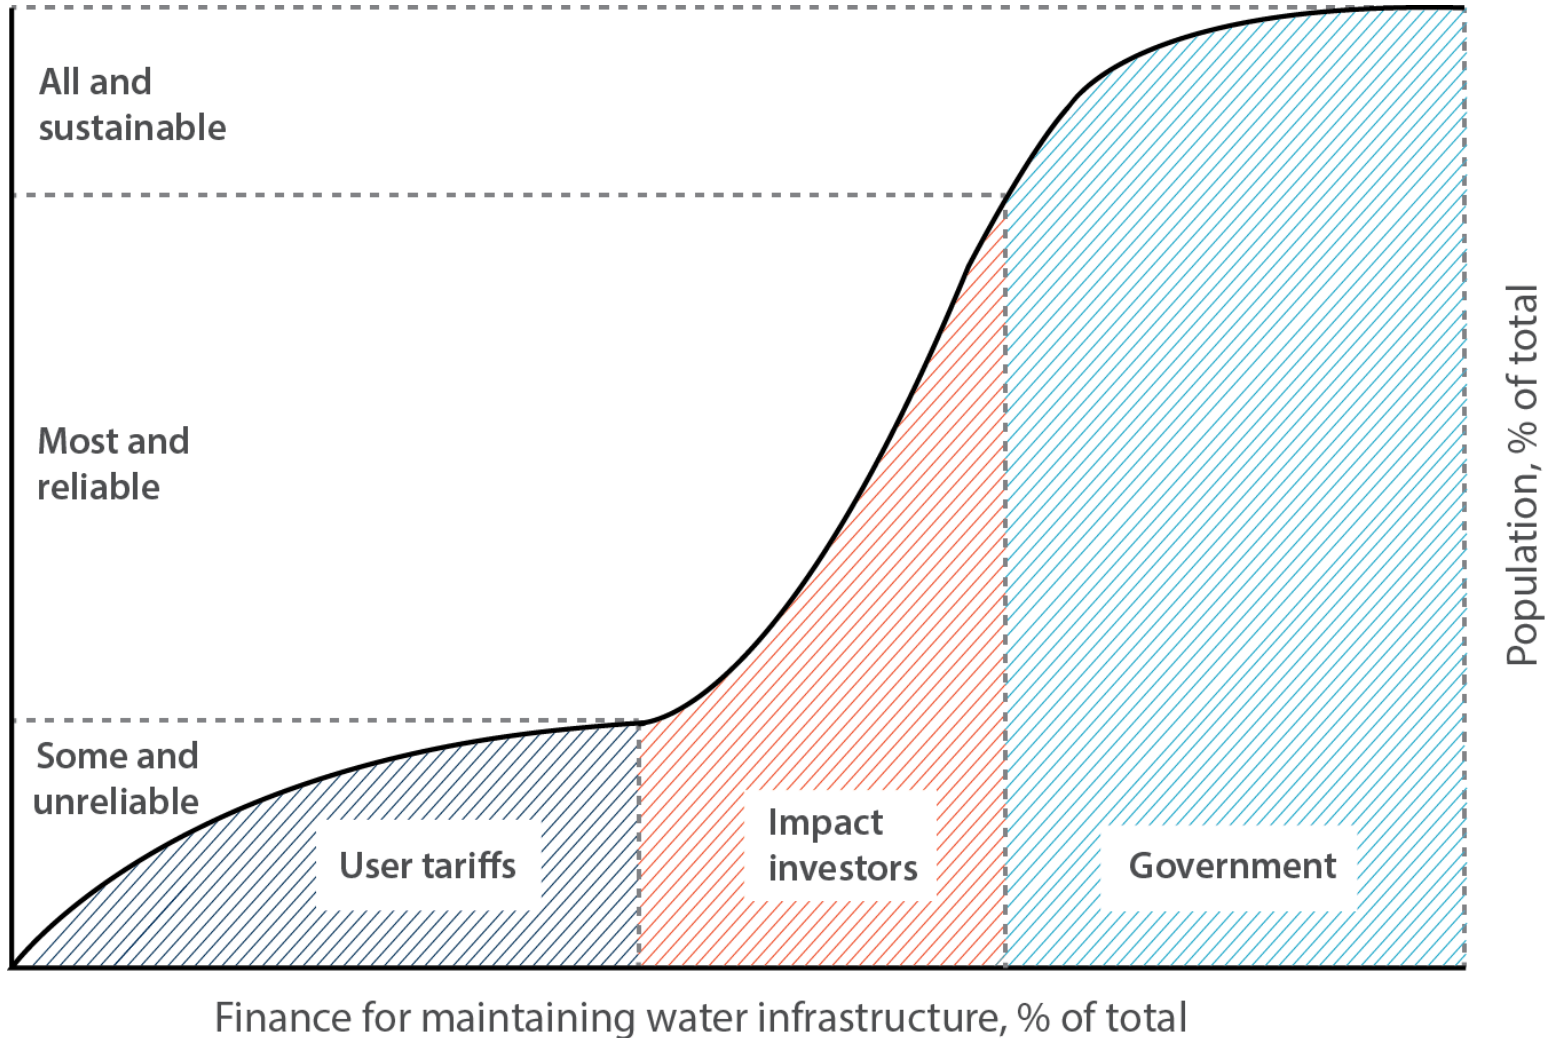 All and
sustainable
Most and
reliable
Some and
unreliable
User tariffs
Impact
investors
Government
Population, % of total
Finance for maintaining water infrastructure, % of total